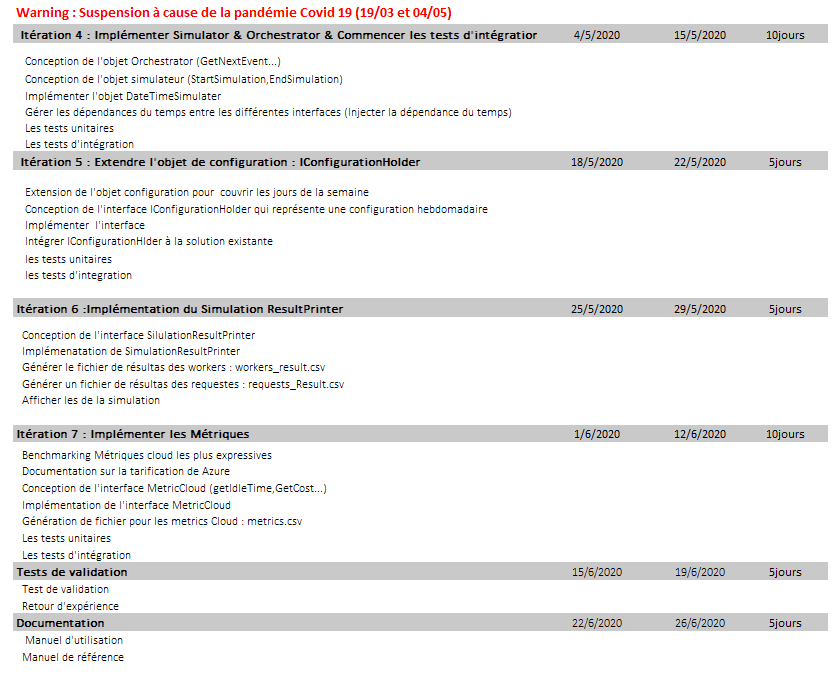 Warning : Suspension à cause de la pandémie Covid 19 (19/03 et 04/05)
Itération 4 : Implémenter Simulator & Orchestrator & Commencer les tests d'intégration 4/5/2020 15/5/2020 10jours
Conception de l'objet Orchestrator (GetNextEvent...)
Conception de l'objet simulateur (StartSimulation,EndSimulation)
Implémenter l'objet DateTimeSimulater
Gérer les dépendances du temps entre les différentes interfaces (Injecter la dépendance du temps)
Les tests unitaires
Les tests d'intégration
Itération 5 : Extendre l'objet de configuration : IConfigurationHolder 18/5/2020 22/5/2020 5jours
Extension de l'objet configuration pour couvrir les jours de la semaine
Conception de l'interface IConfigurationHolder qui représente une configuration hebdomadaire
Implémenter l'interface
Intégrer IConfigurationHlder à la solution existante
les tests unitaires
les tests d'integration
Itération 6 :Implémentation du Simulation ResultPrinter 25/5/2020 29/5/2020 5jours
Conception de l'interface SilulationResultPrinter
Implémenatation de SimulationResultPrinter
Générer le fichier de résultas des workers : workers_result.csv
Générer un fichier de résultas des requestes : requests_Result.csv
Afficher les de la simulation
Itération 7 : Implémenter les Métriques 1/6/2020 12/6/2020 10jours
Benchmarking Métriques cloud les plus expressives
Documentation sur la tarification de Azure
Conception de l'interface MetricCloud (getIdleTime,GetCost...)
Implémentation de l'interface MetricCloud
Génération de fichier pour les metrics Cloud : metrics.csv
Les tests unitaires
Les tests d'intégration
Tests de validation 15/6/2020 19/6/2020 5jours
Test de validation
Retour d'expérience
Documentation 22/6/2020 26/6/2020 5jours
Manuel d'utilisation
Manuel de référence